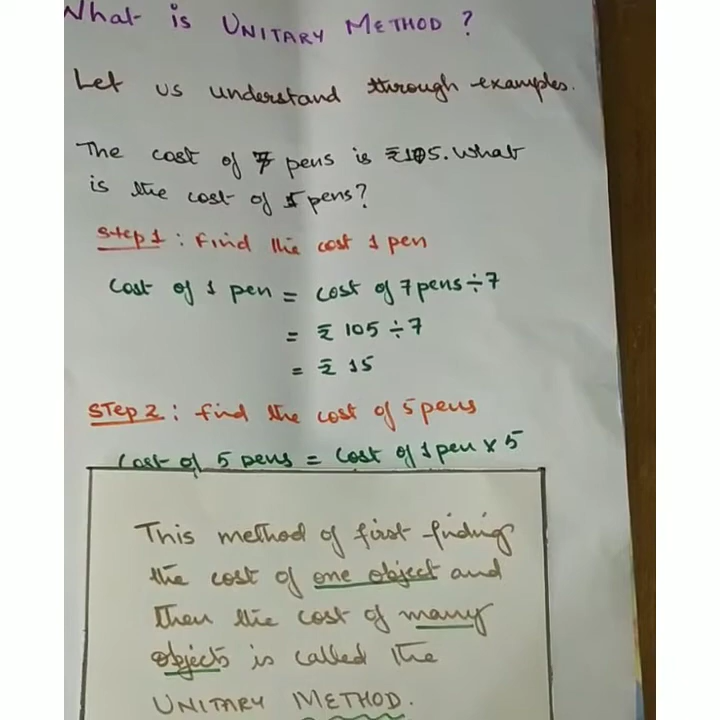 What is UNITARY METHOD ?
Let us understand through examples.
The cost of 7 pens is ₹105. What
is the cost of 5 pens?
Step 1 : Find the cost 1 pen
Cost of 1 pen = cost of 7 pens ÷ 7
= ₹ 105 ÷ 7
= ₹ 15
STep 2 : find the cost of 5 pens
Cost of 5 pens = Cost of 1 pen × 5
This method of first finding
the cost of one object and
then the cost of many
objects is called the
UNITARY METHOD.